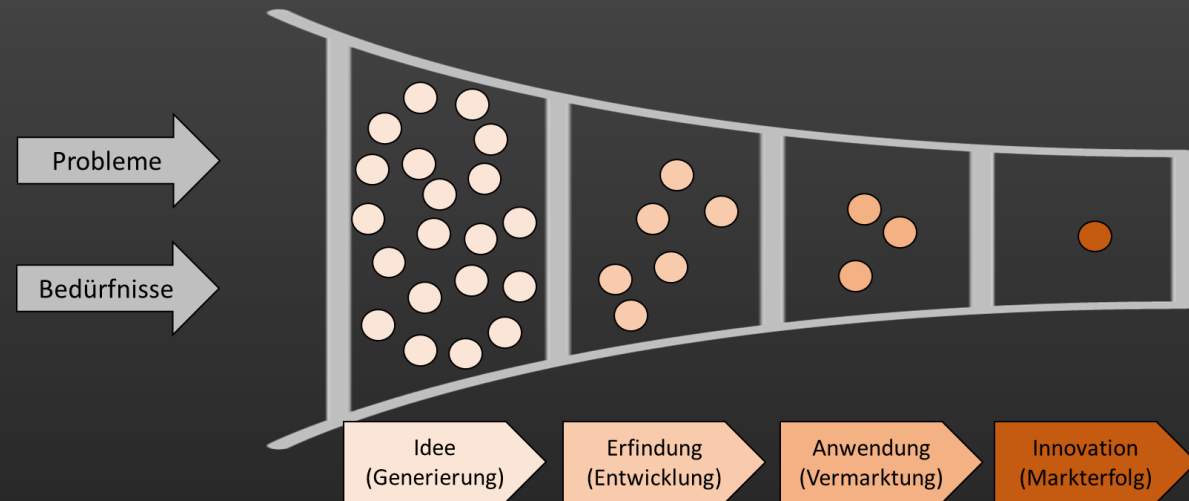 Probleme
Bedürfnisse
Idee
(Generierung)
Erfindung
(Entwicklung)
Anwendung
(Vermarktung)
Innovation
(Markterfolg)